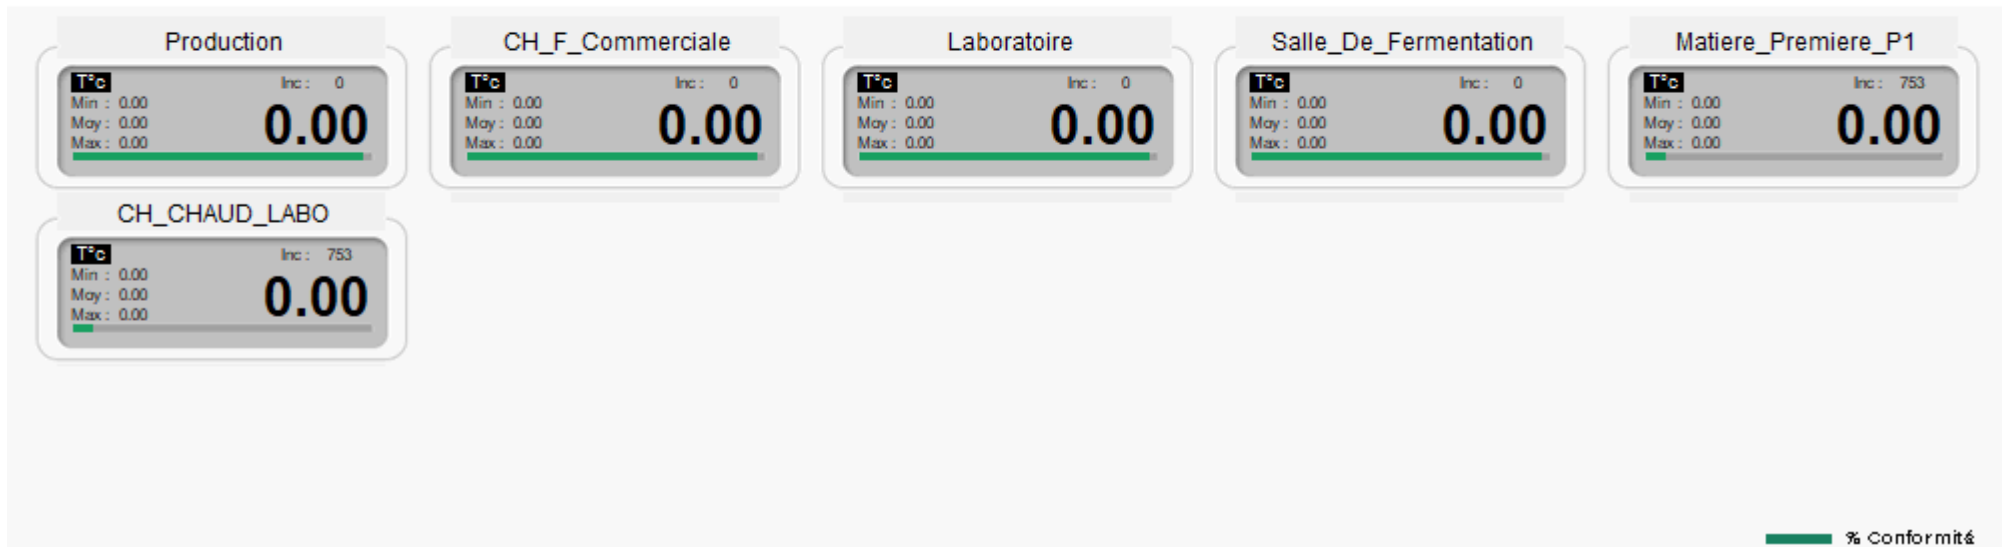 Production
T°c Inc : 0
Min : 0.00
Moy : 0.00
Max : 0.00
0.00
CH_F_Commerciale
T°c Inc : 0
Min : 0.00
Moy : 0.00
Max : 0.00
0.00
Laboratoire
T°c Inc : 0
Min : 0.00
Moy : 0.00
Max : 0.00
0.00
Salle_De_Fermentation
T°c Inc : 0
Min : 0.00
Moy : 0.00
Max : 0.00
0.00
Matiere_Premiere_P1
T°c Inc : 753
Min : 0.00
Moy : 0.00
Max : 0.00
0.00
CH_CHAUD_LABO
T°c Inc : 753
Min : 0.00
Moy : 0.00
Max : 0.00
0.00
% Conformité